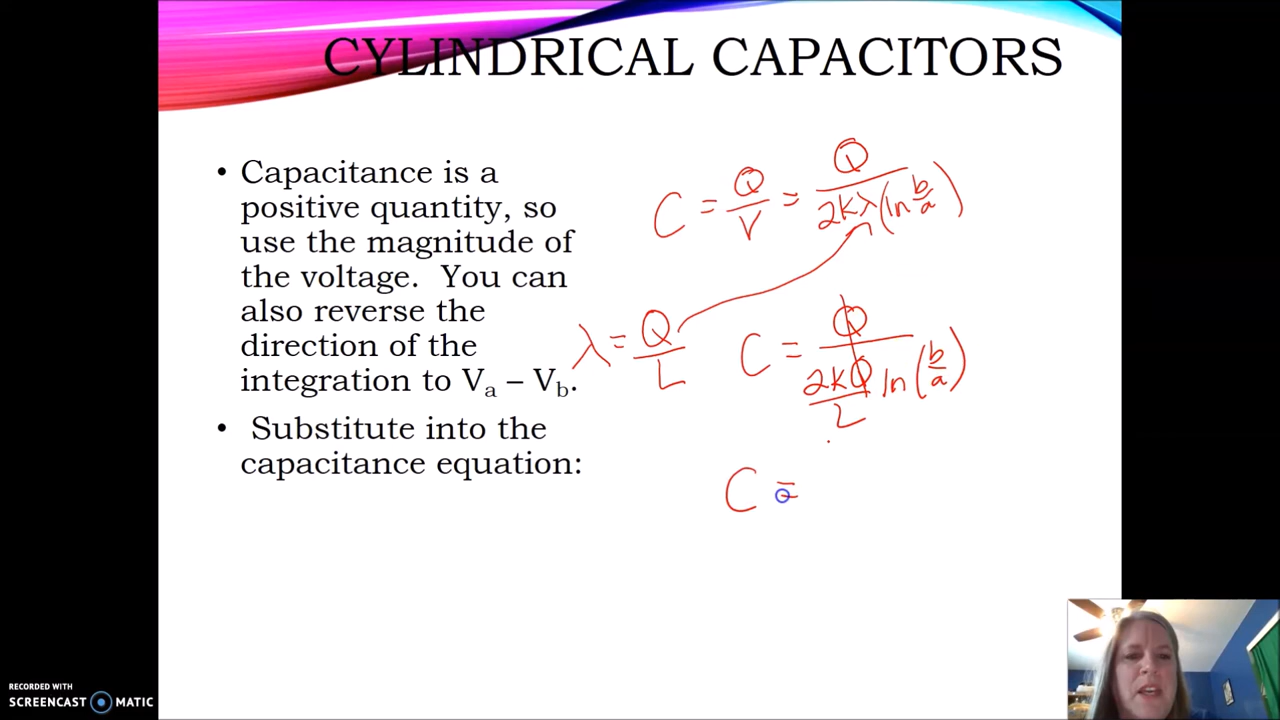 CYLINDRICAL CAPACITORS
• Capacitance is a
positive quantity, so
use the magnitude of
the voltage. You can
also reverse the
direction of the
integration to Va – Vb.
• Substitute into the
capacitance equation:
C = Q/V = Q/(2kλ(ln b/a))
λ = Q/L
C = Q/((2kQ/L) ln(b/a))
C =
RECORDED WITH
SCREENCAST MATIC